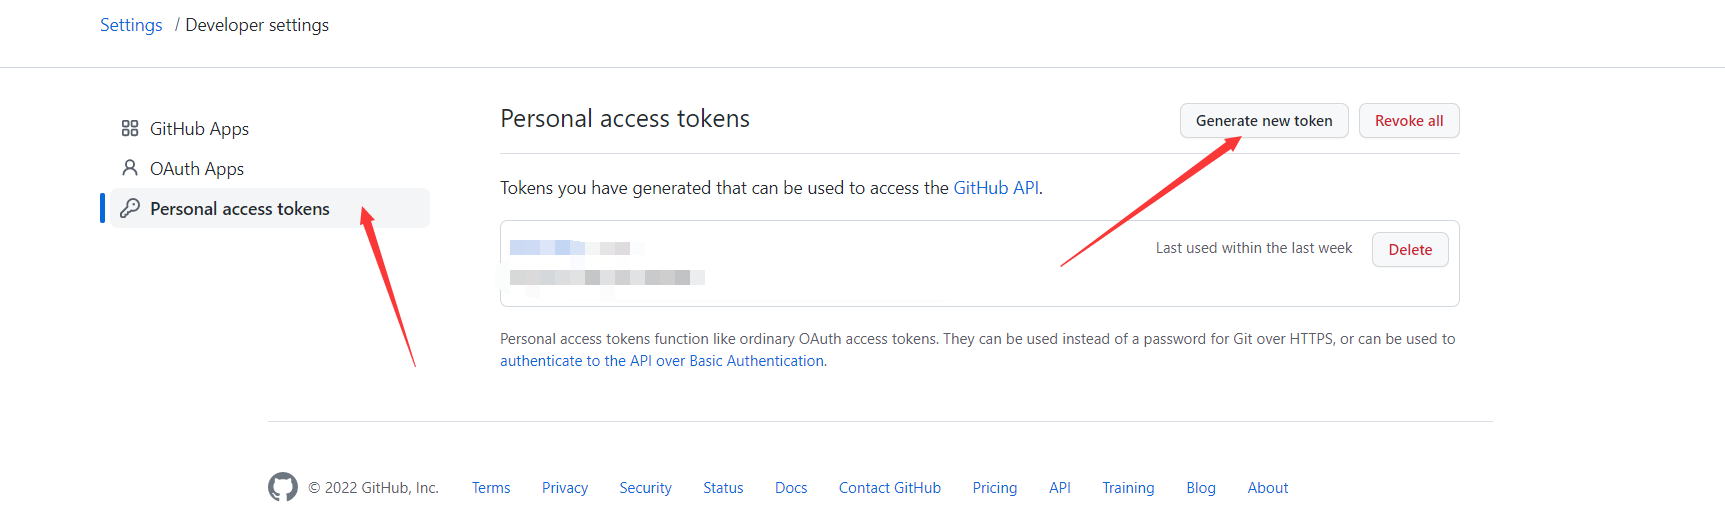 Settings / Developer settings
GitHub Apps
OAuth Apps
Personal access tokens
Personal access tokens
Generate new token
Revoke all
Tokens you have generated that can be used to access the GitHub API.
Last used within the last week
Delete
Personal access tokens function like ordinary OAuth access tokens. They can be used instead of a password for Git over HTTPS, or can be used to
authenticate to the API over Basic Authentication.
© 2022 GitHub, Inc. Terms Privacy Security Status Docs Contact GitHub Pricing API Training Blog About